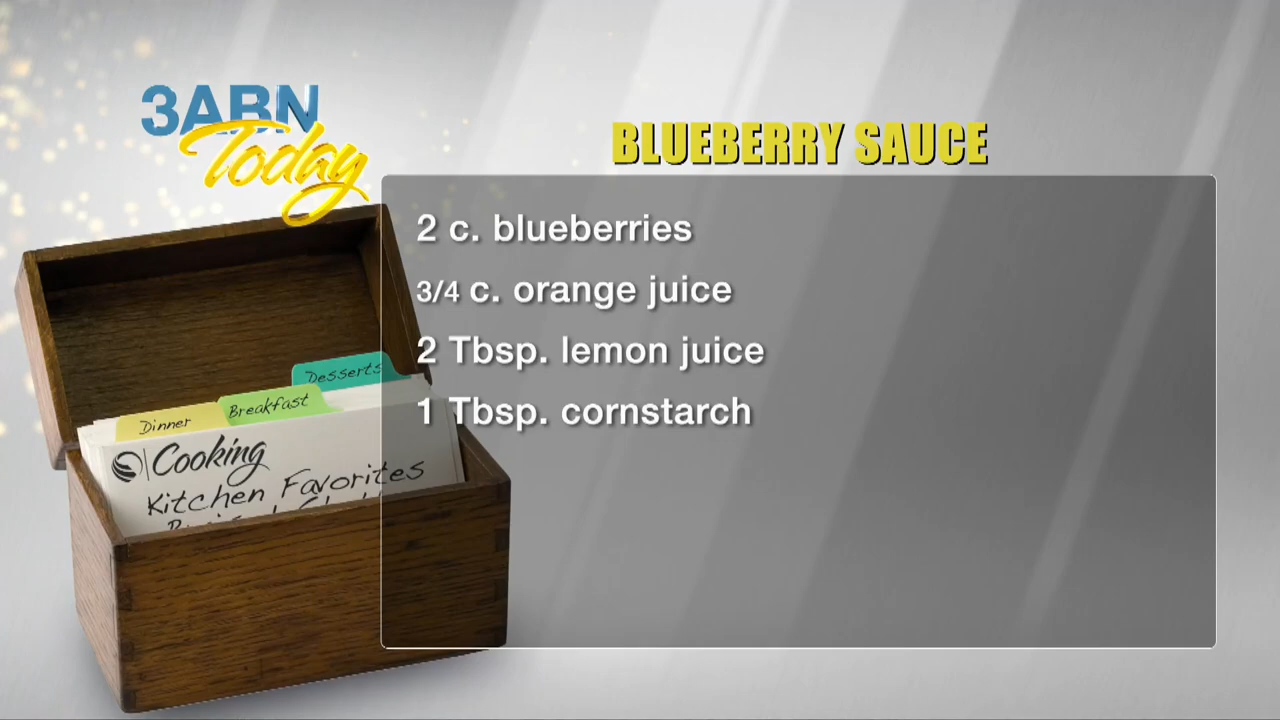 3ABN
Today
BLUEBERRY SAUCE
2 c. blueberries
3/4 c. orange juice
2 Tbsp. lemon juice
1 Tbsp. cornstarch
Desserts
Breakfast
Dinner
Cooking
Kitchen Favorites